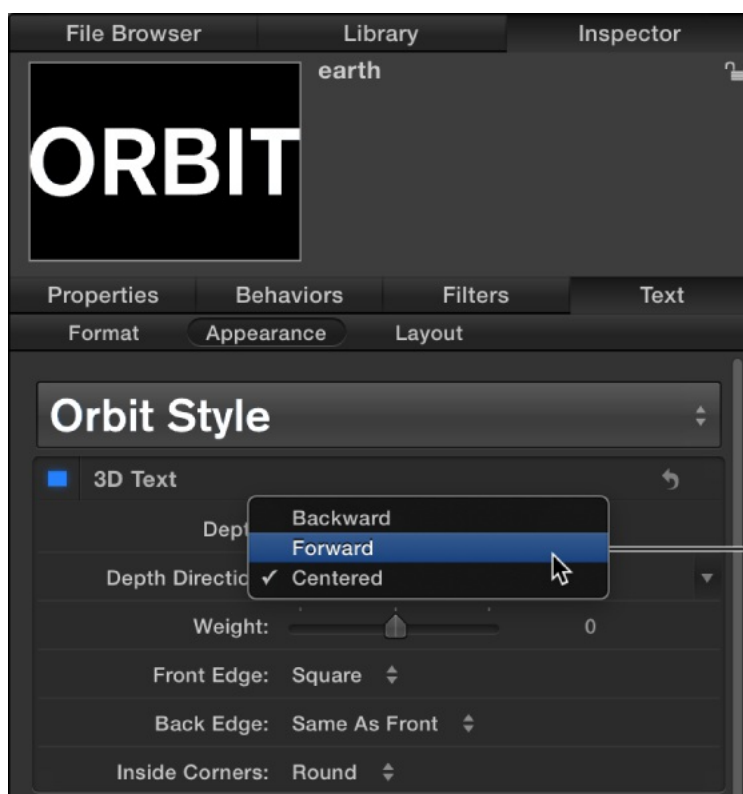 File Browser Library Inspector
earth
ORBIT
Properties Behaviors Filters Text
Format Appearance Layout
Orbit Style
3D Text
Backward
Forward
✓ Centered
Weight: 0
Front Edge: Square
Back Edge: Same As Front
Inside Corners: Round